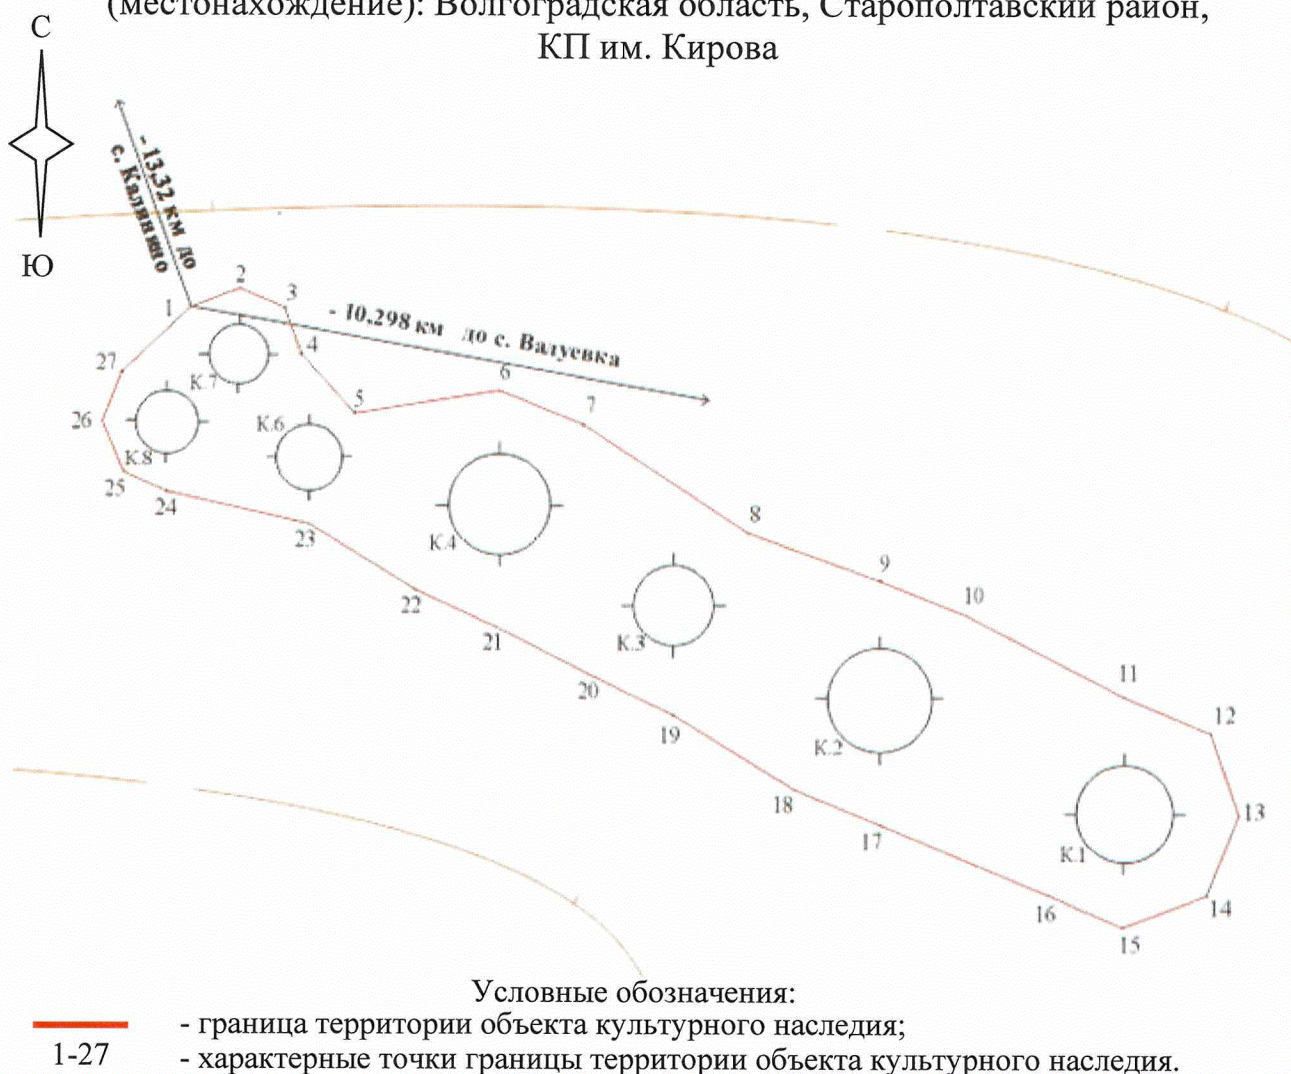 (местонахождение): Волгоградская область, Старополтавский район,
КП им. Кирова
С
Ю
- 13,32 км до
с. Калинино
- 10,298 км до с. Валуевка
1
2
3
4
5
6
7
8
9
10
11
12
13
14
15
16
17
18
19
20
21
22
23
24
25
26
27
К.7
К.8
К.6
К.4
К.3
К.2
К.1
Условные обозначения:
- граница территории объекта культурного наследия;
1-27 - характерные точки границы территории объекта культурного наследия.